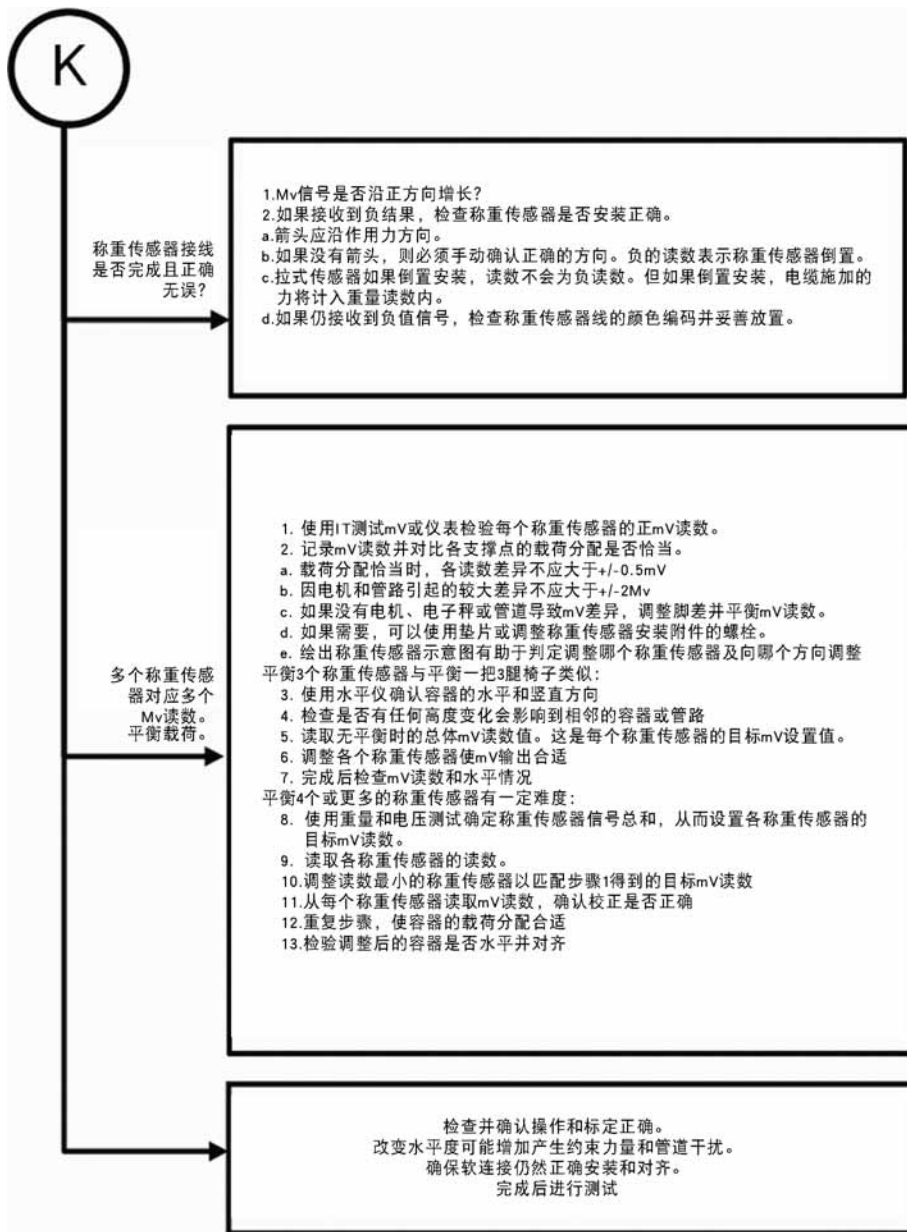 K
称重传感器接线
是否完成且正确
无误?
1.Mv信号是否沿正方向增长?
2.如果接收到负结果，检查称重传感器是否安装正确。
a.箭头应沿作用力方向。
b.如果没有箭头，则必须手动确认正确的方向。负的读数表示称重传感器倒置。
c.拉式传感器如果倒置安装，读数不会为负读数。但如果倒置安装，电缆施加的
力将计入重量读数内。
d.如果仍接收到负值信号，检查称重传感器线的颜色编码并妥善放置。
多个称重传感
器对应多个
Mv读数。
平衡载荷。
1. 使用IT测试mV或仪表检验每个称重传感器的正mV读数。
2. 记录mV读数并对比各支撑点的载荷分配是否恰当。
a. 载荷分配恰当时，各读数差异不应大于+/-0.5mV
b. 因电机和管路引起的较大差异不应大于+/-2Mv
c. 如果没有电机、电子秤或管道导致mV差异，调整脚差并平衡mV读数。
d. 如果需要，可以使用垫片或调整称重传感器安装附件的螺栓。
e. 绘出称重传感器示意图有助于判定调整哪个称重传感器及向哪个方向调整
平衡3个称重传感器与平衡一把3腿椅子类似：
3. 使用水平仪确认容器的水平和竖直方向
4. 检查是否有任何高度变化会影响到相邻的容器或管路
5. 读取无平衡时的总体mV读数值。这是每个称重传感器的目标mV设置值。
6. 调整各个称重传感器使mV输出合适
7. 完成后检查mV读数和水平情况
平衡4个或更多的称重传感器有一定难度：
8. 使用重量和电压测试确定称重传感器信号总和，从而设置各称重传感器的
目标mV读数。
9. 读取各称重传感器的读数。
10.调整读数最小的称重传感器以匹配步骤1得到的目标mV读数
11.从每个称重传感器读取mV读数，确认校正是否正确
12.重复步骤，使容器的载荷分配合适
13.检验调整后的容器是否水平并对齐
检查并确认操作和标定正确。
改变水平度可能增加产生约束力量和管道干扰。
确保软连接仍然正确安装和对齐。
完成后进行测试